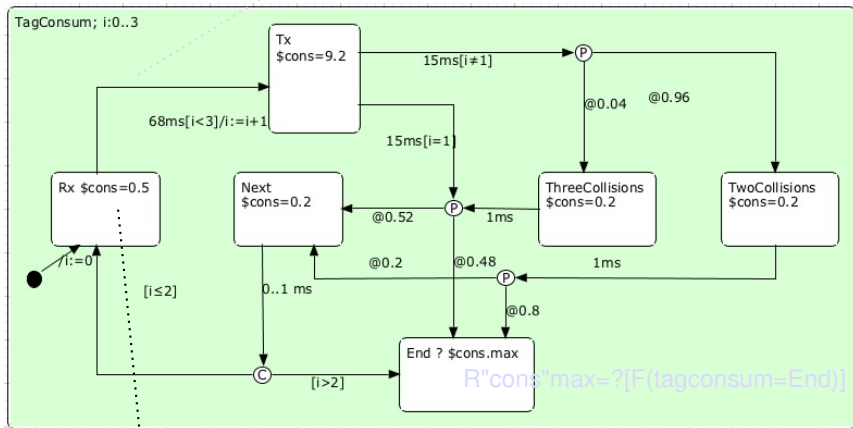 TagConsum; i:0..3
Tx
$cons=9.2
15ms[i≠1]
P
@0.04
@0.96
68ms[i<3]/i:=i+1
15ms[i=1]
Rx $cons=0.5
Next
$cons=0.2
ThreeCollisions
$cons=0.2
TwoCollisions
$cons=0.2
P
@0.52
1ms
/i:=0
[i≤2]
0..1 ms
@0.2
@0.48
P
1ms
@0.8
End ? $cons.max
C
[i>2]
R"cons"max=?[F(tagconsum=End)]